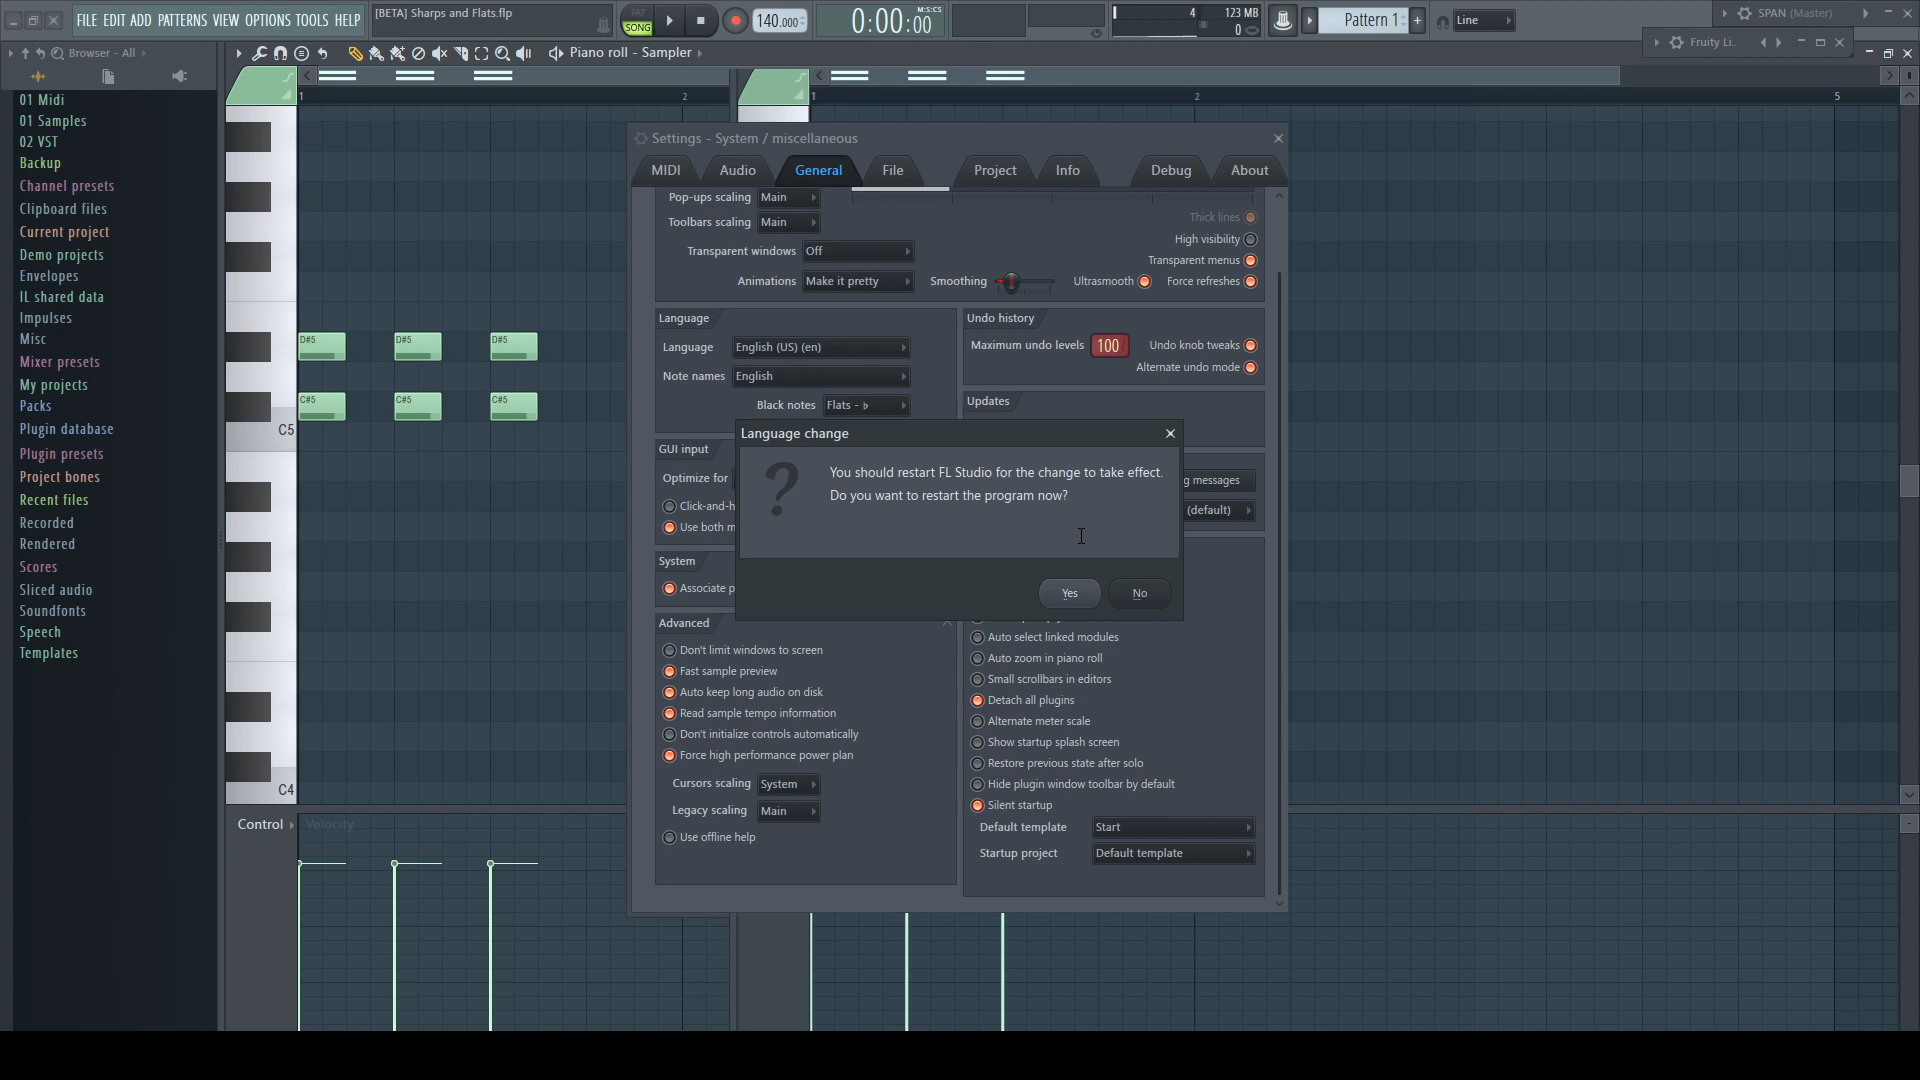 FILE EDIT ADD PATTERNS VIEW OPTIONS TOOLS HELP
[BETA] Sharps and Flats.flp
PAT
SONG
140.000
0:00:00
M:S:CS
4
123 MB
0
Pattern 1
+
Line
SPAN (Master)
Browser - All
Piano roll - Sampler
Fruity Li..
1
2
1
2
5
01 Midi
01 Samples
02 VST
Backup
Channel presets
Clipboard files
Current project
Demo projects
Envelopes
IL shared data
Impulses
Misc
Mixer presets
My projects
Packs
Plugin database
Plugin presets
Project bones
Recent files
Recorded
Rendered
Scores
Sliced audio
Soundfonts
Speech
Templates
D#5
D#5
D#5
C#5
C#5
C#5
C5
C4
Control
Velocity
Settings - System / miscellaneous
MIDI
Audio
General
File
Project
Info
Debug
About
Pop-ups scaling
Main
Toolbars scaling
Main
Thick lines
High visibility
Transparent windows
Off
Transparent menus
Animations
Make it pretty
Smoothing
Ultrasmooth
Force refreshes
Language
Language
English (US) (en)
Note names
English
Black notes
Flats - ♭
Undo history
Maximum undo levels
100
Undo knob tweaks
Alternate undo mode
Updates
GUI input
Optimize for
Click-and-h
Use both m
g messages
(default)
System
Associate p
Language change
You should restart FL Studio for the change to take effect.
Do you want to restart the program now?
Yes
No
Advanced
Don't limit windows to screen
Fast sample preview
Auto keep long audio on disk
Read sample tempo information
Don't initialize controls automatically
Force high performance power plan
Cursors scaling
System
Legacy scaling
Main
Use offline help
Auto select linked modules
Auto zoom in piano roll
Small scrollbars in editors
Detach all plugins
Alternate meter scale
Show startup splash screen
Restore previous state after solo
Hide plugin window toolbar by default
Silent startup
Default template
Start
Startup project
Default template